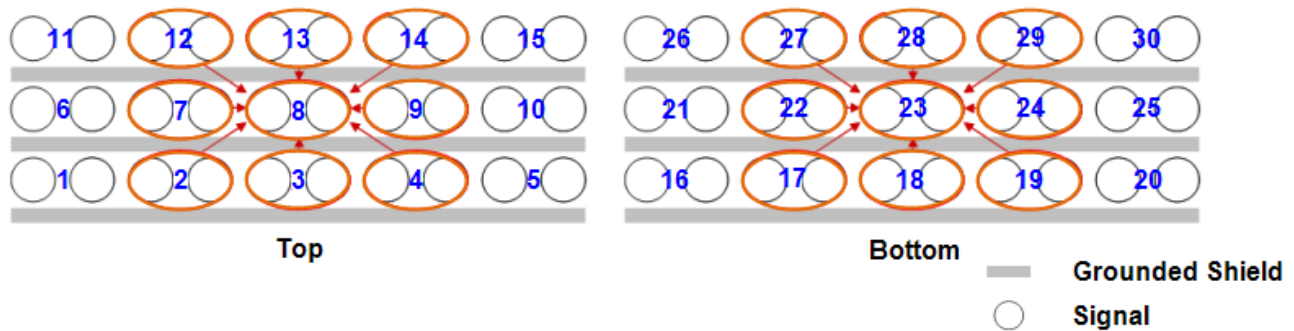 11 12 13 14 15 26 27 28 29 30
6 7 8 9 10 21 22 23 24 25
1 2 3 4 5 16 17 18 19 20
Top Bottom
Grounded Shield
Signal